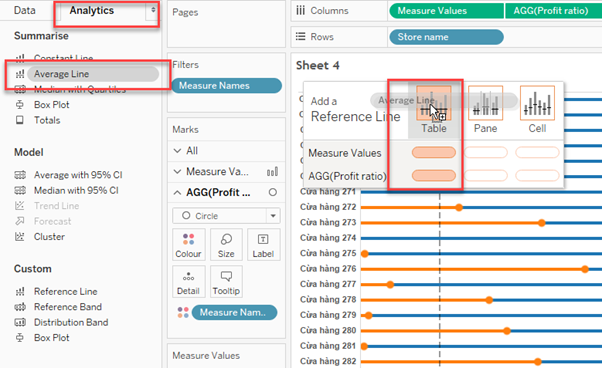 Data
Analytics
Summarise
Constant Line
Average Line
Median with Quartiles
Box Plot
Totals
Model
Average with 95% CI
Median with 95% CI
Trend Line
Forecast
Cluster
Custom
Reference Line
Reference Band
Distribution Band
Box Plot
Pages
Filters
Measure Names
Marks
All
Measure Va...
AGG(Profit ...
Circle
Colour
Size
Label
Detail
Tooltip
Measure Nam..
Measure Values
Columns
Measure Values
AGG(Profit ratio)
Rows
Store name
Sheet 4
Add a
Reference Line
Average Line
Table
Pane
Cell
Measure Values
AGG(Profit ratio)
Cửa hàng 271
Cửa hàng 272
Cửa hàng 273
Cửa hàng 274
Cửa hàng 275
Cửa hàng 276
Cửa hàng 277
Cửa hàng 278
Cửa hàng 279
Cửa hàng 280
Cửa hàng 281
Cửa hàng 282